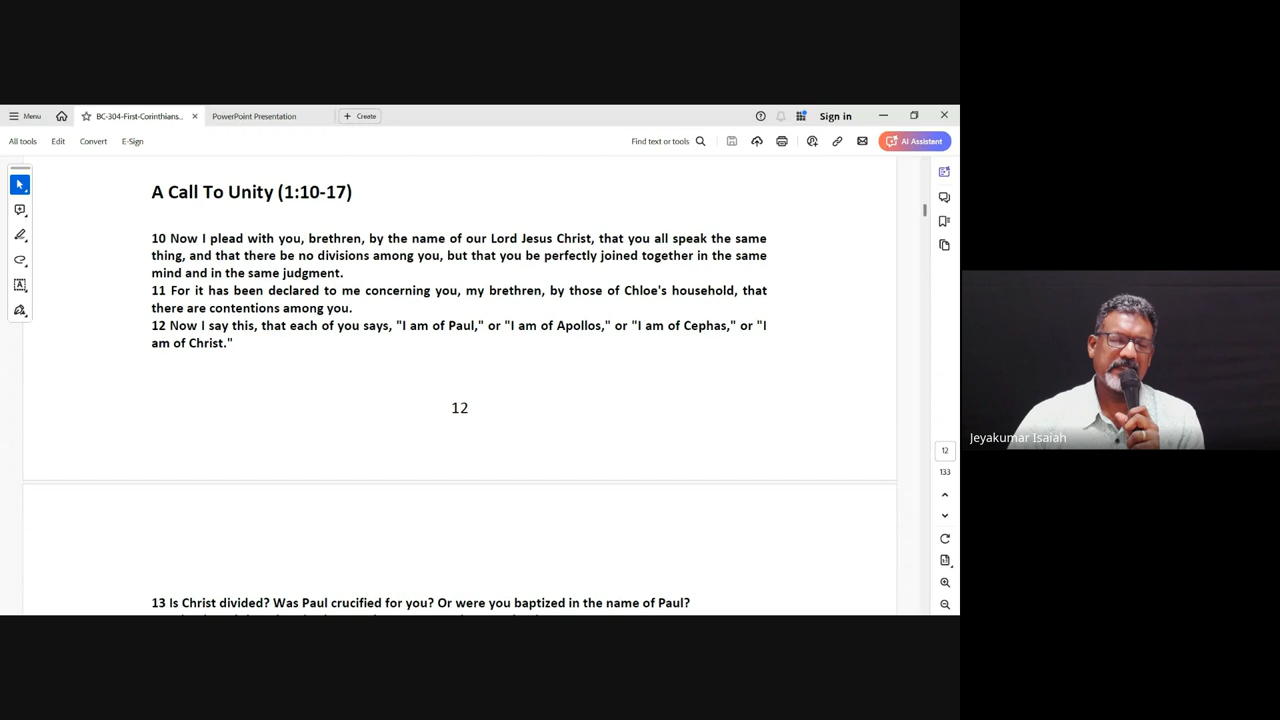 Menu
BC-304-First-Corinthians...
PowerPoint Presentation
Create
Sign in
All tools
Edit
Convert
E-Sign
Find text or tools
AI Assistant
A Call To Unity (1:10-17)
10 Now I plead with you, brethren, by the name of our Lord Jesus Christ, that you all speak the same
thing, and that there be no divisions among you, but that you be perfectly joined together in the same
mind and in the same judgment.
11 For it has been declared to me concerning you, my brethren, by those of Chloe's household, that
there are contentions among you.
12 Now I say this, that each of you says, "I am of Paul," or "I am of Apollos," or "I am of Cephas," or "I
am of Christ."
12
13 Is Christ divided? Was Paul crucified for you? Or were you baptized in the name of Paul?
12
133
Jeyakumar Isaiah